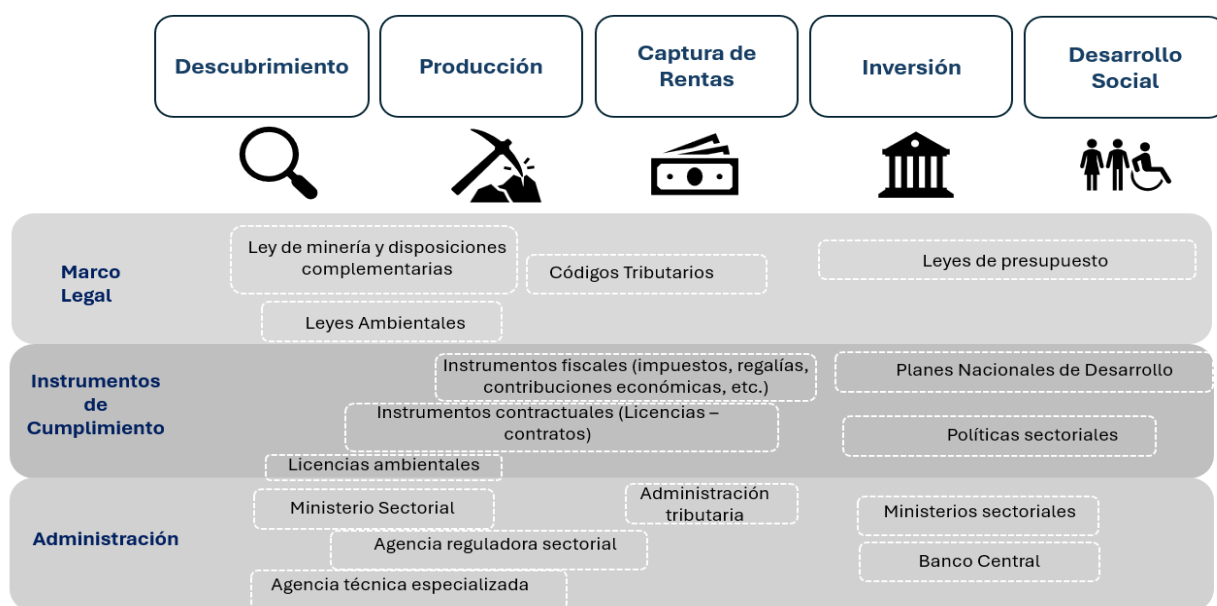 Descubrimiento
Producción
Captura de
Rentas
Inversión
Desarrollo
Social
Marco
Legal
Ley de minería y disposiciones
complementarias
Códigos Tributarios
Leyes de presupuesto
Leyes Ambientales
Instrumentos
de
Cumplimiento
Instrumentos fiscales (impuestos, regalías,
contribuciones económicas, etc.)
Planes Nacionales de Desarrollo
Instrumentos contractuales (Licencias –
contratos)
Políticas sectoriales
Licencias ambientales
Administración
Ministerio Sectorial
Administración
tributaria
Ministerios sectoriales
Agencia reguladora sectorial
Banco Central
Agencia técnica especializada